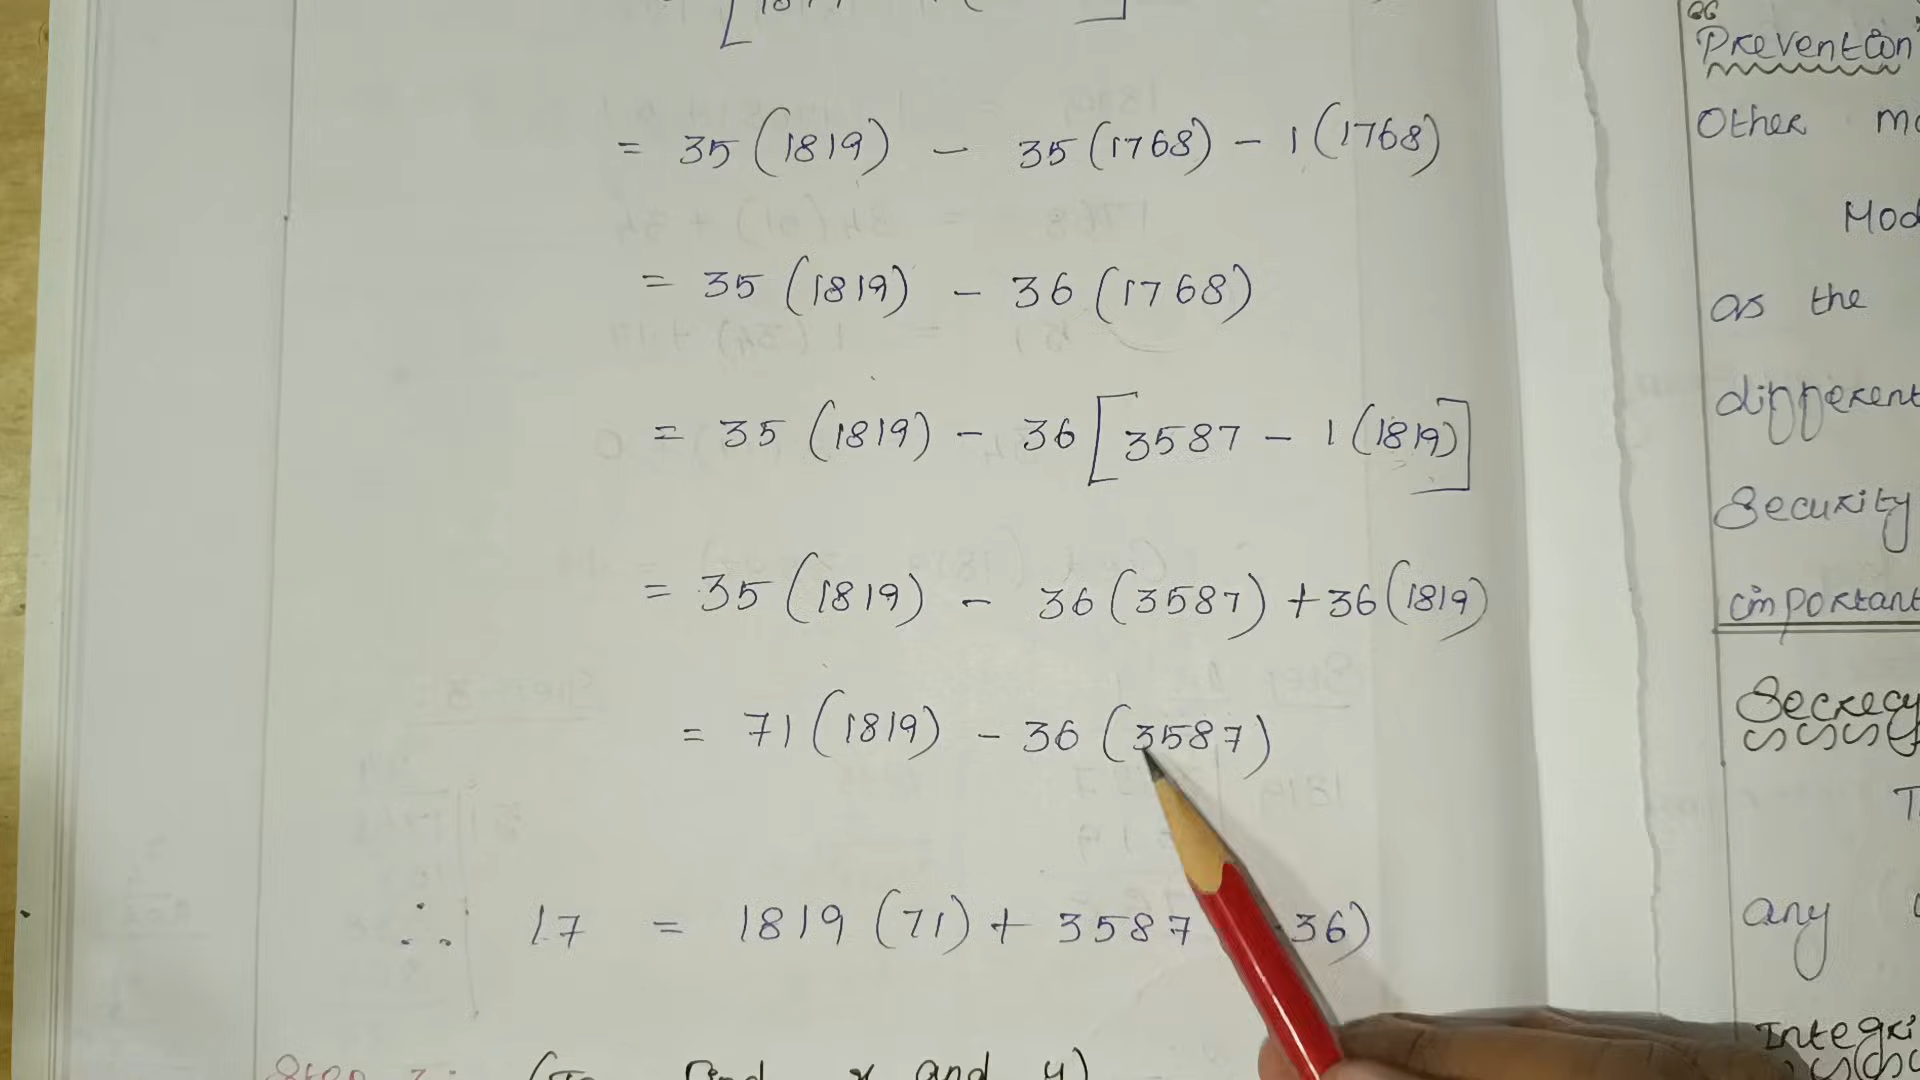 = 35 (1819) - 35 (1768) - 1 (1768)
= 35 (1819) - 36 (1768)
= 35 (1819) - 36 [3587 - 1 (1819)]
= 35 (1819) - 36 (3587) + 36 (1819)
= 71 (1819) - 36 (3587)
∴ 17 = 1819 (71) + 3587 36)
and
66
Prevention
Other
as the
different
Security
important
Secrecy
any